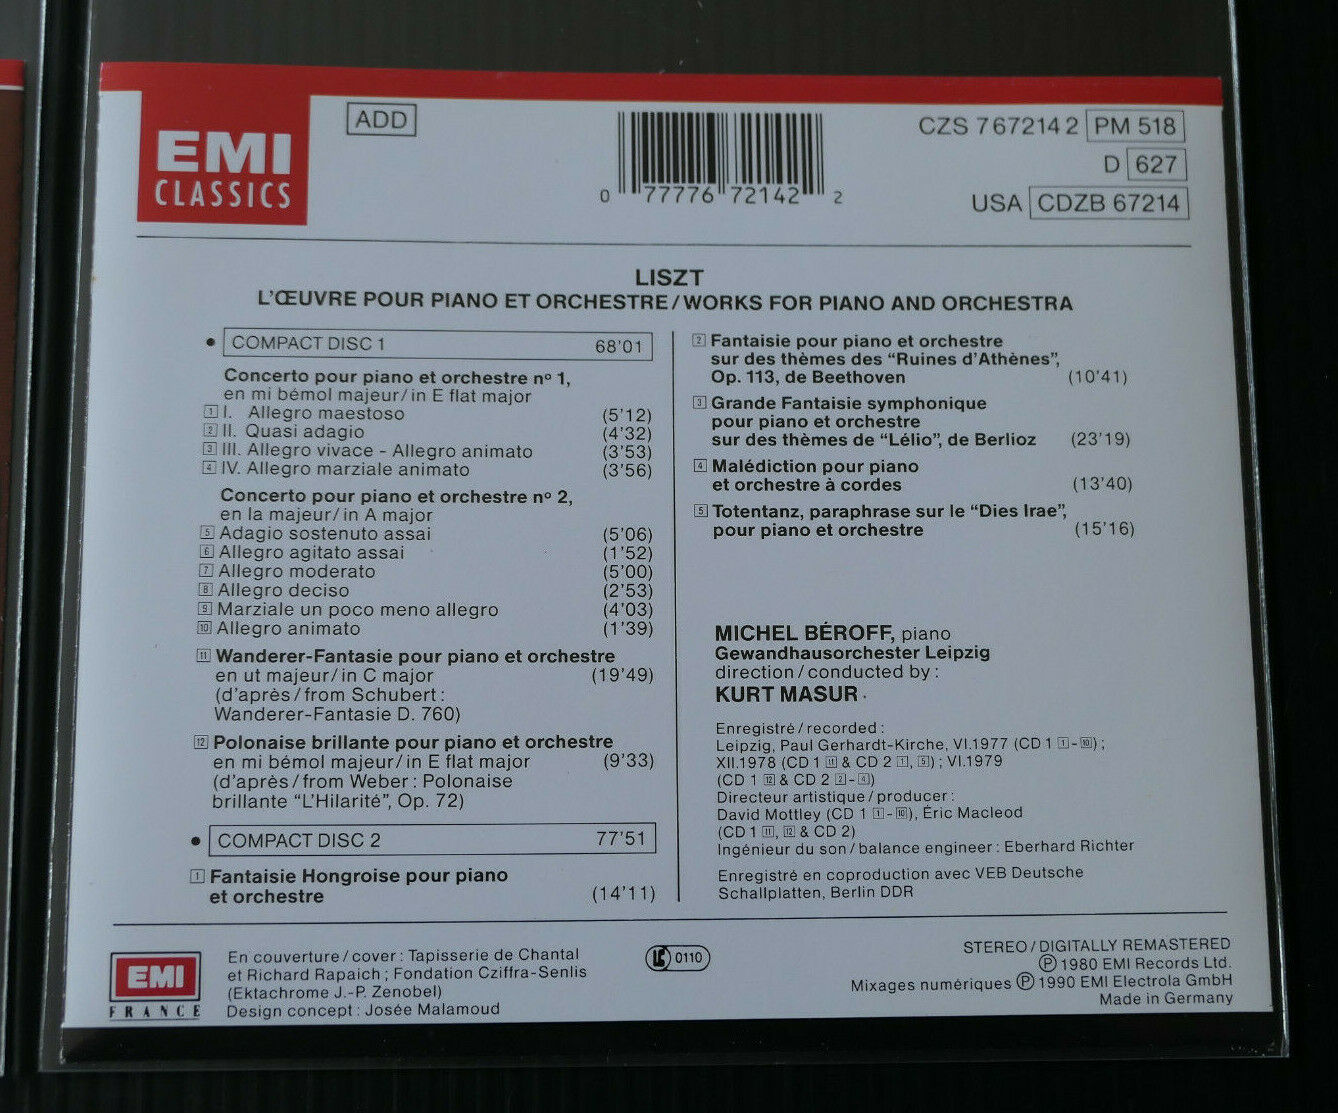 EMI
CLASSICS
ADD
0 77776 72142 2
CZS 7 67214 2 PM 518
D 627
USA CDZB 67214
LISZT
L'ŒUVRE POUR PIANO ET ORCHESTRE / WORKS FOR PIANO AND ORCHESTRA
• COMPACT DISC 1 68'01
Concerto pour piano et orchestre nº 1,
en mi bémol majeur / in E flat major
1 I. Allegro maestoso (5'12)
2 II. Quasi adagio (4'32)
3 III. Allegro vivace - Allegro animato (3'53)
4 IV. Allegro marziale animato (3'56)
Concerto pour piano et orchestre nº 2,
en la majeur / in A major
5 Adagio sostenuto assai (5'06)
6 Allegro agitato assai (1'52)
7 Allegro moderato (5'00)
8 Allegro deciso (2'53)
9 Marziale un poco meno allegro (4'03)
10 Allegro animato (1'39)
11 Wanderer-Fantasie pour piano et orchestre
en ut majeur / in C major (19'49)
(d'après / from Schubert :
Wanderer-Fantasie D. 760)
12 Polonaise brillante pour piano et orchestre
en mi bémol majeur / in E flat major (9'33)
(d'après / from Weber : Polonaise
brillante “L'Hilarité”, Op. 72)
• COMPACT DISC 2 77'51
1 Fantaisie Hongroise pour piano
et orchestre (14'11)
2 Fantaisie pour piano et orchestre
sur des thèmes des “Ruines d'Athènes”,
Op. 113, de Beethoven (10'41)
3 Grande Fantaisie symphonique
pour piano et orchestre
sur des thèmes de “Lélio”, de Berlioz (23'19)
4 Malédiction pour piano
et orchestre à cordes (13'40)
5 Totentanz, paraphrase sur le “Dies Irae”,
pour piano et orchestre (15'16)
MICHEL BÉROFF, piano
Gewandhausorchester Leipzig
direction / conducted by :
KURT MASUR
Enregistré / recorded :
Leipzig, Paul Gerhardt-Kirche, VI.1977 (CD 1 1 - 10) ;
XII.1978 (CD 1 11 & CD 2 1, 5) ; VI.1979
(CD 1 12 & CD 2 2 - 4)
Directeur artistique / producer :
David Mottley (CD 1 1 - 10), Éric Macleod
(CD 1 11, 12 & CD 2)
Ingénieur du son / balance engineer : Eberhard Richter
Enregistré en coproduction avec VEB Deutsche
Schallplatten, Berlin DDR
EMI
FRANCE
En couverture / cover : Tapisserie de Chantal
et Richard Rapaich ; Fondation Cziffra-Senlis
(Ektachrome J.-P. Zenobel)
Design concept : Josée Malamoud
LC 0110
STEREO / DIGITALLY REMASTERED
Ⓟ 1980 EMI Records Ltd.
Mixages numériques Ⓟ 1990 EMI Electrola GmbH
Made in Germany